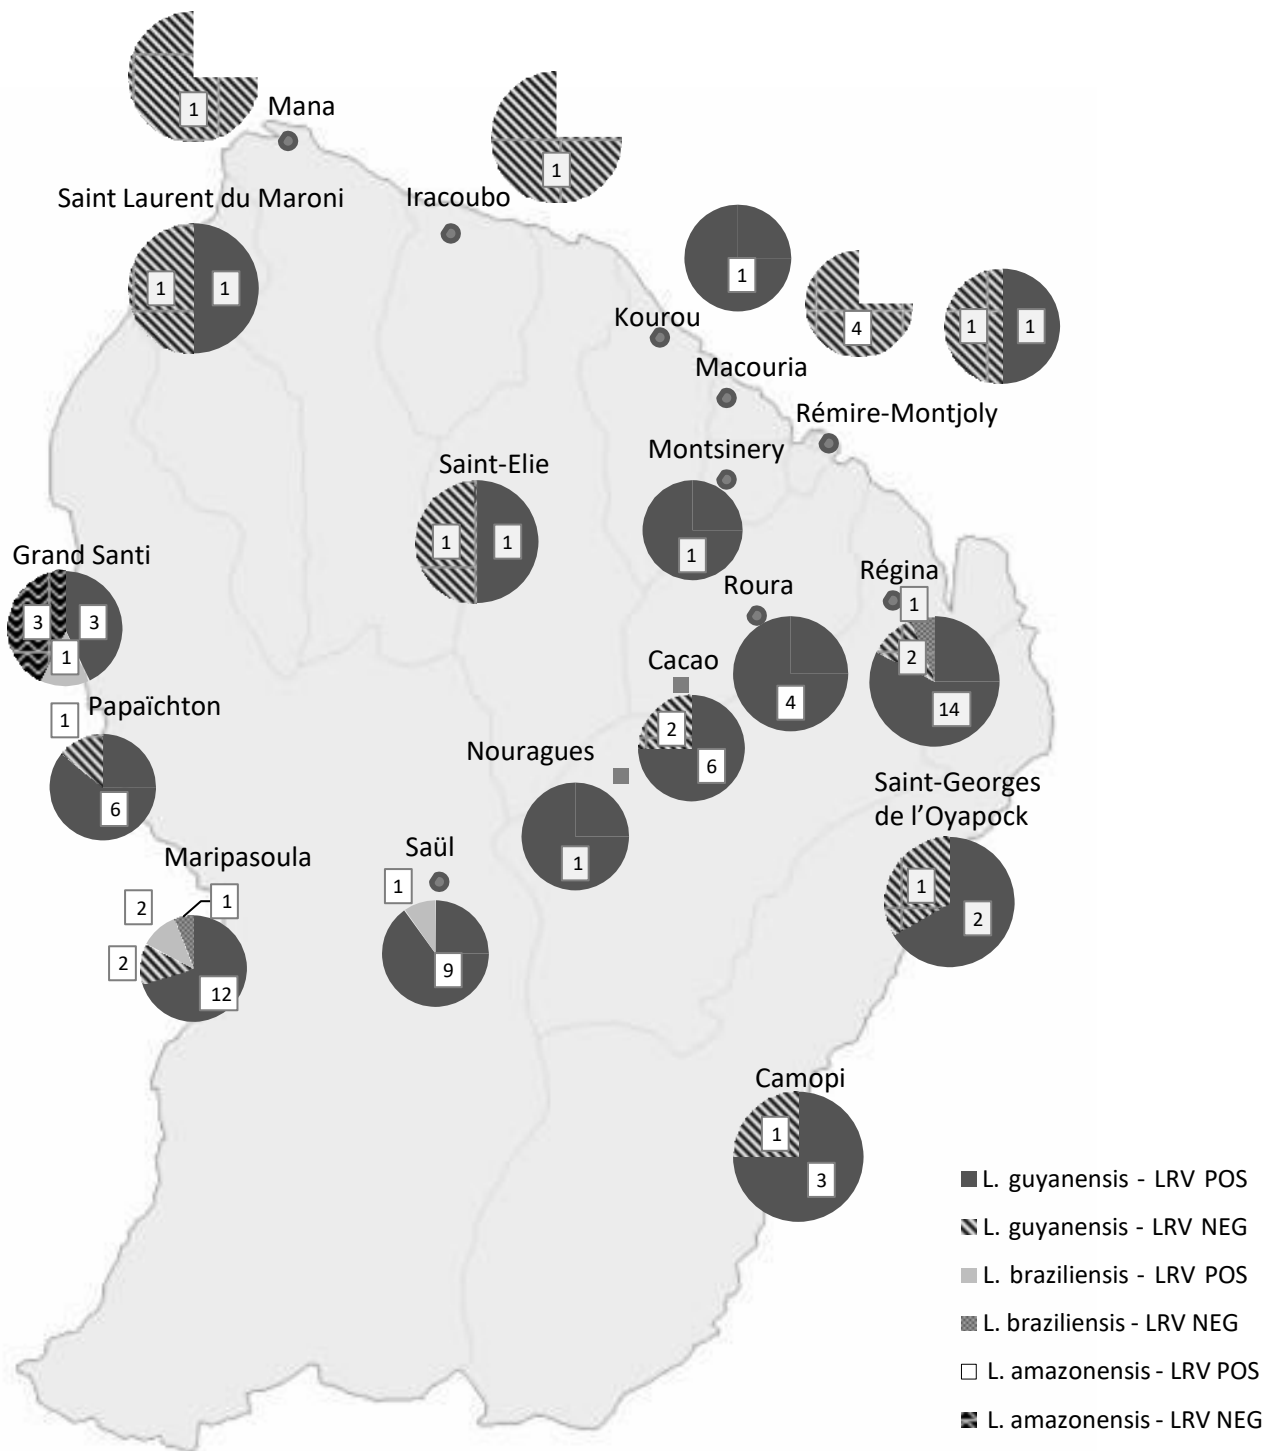 1
Mana
1
Saint Laurent du Maroni
Iracoubo
1
1
1
Kourou
4
1
1
Macouria
Rémire-Montjoly
Montsinery
Saint-Elie
1
1
1
Grand Santi
3
3
1
Roura
Régina
1
2
14
4
Cacao
2
6
Papaïchton
1
6
Nouragues
1
Saint-Georges
de l'Oyapock
1
2
Maripasoula
2
1
2
12
Saül
1
9
Camopi
1
3
L. guyanensis - LRV POS
L. guyanensis - LRV NEG
L. braziliensis - LRV POS
L. braziliensis - LRV NEG
L. amazonensis - LRV POS
L. amazonensis - LRV NEG